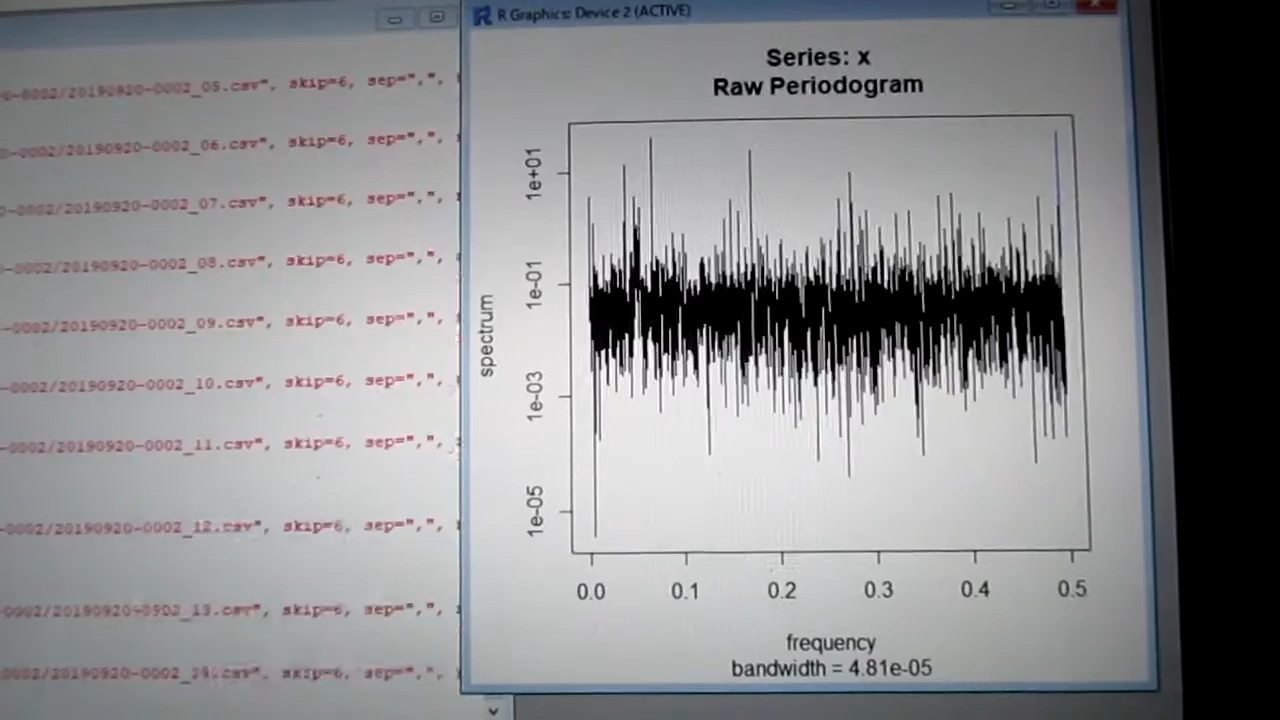 R Graphics: Device 2 (ACTIVE)
-0002/20190920-0002_05.csv", skip=6, sep=",",
-0002/20190920-0002_06.csv", skip=6, sep=",",
-0002/20190920-0002_07.csv", skip=6, sep=",",
-0002/20190920-0002_08.csv", skip=6, sep=",",
-0002/20190920-0002_09.csv", skip=6, sep=",",
-0002/20190920-0002_10.csv", skip=6, sep=",",
-0002/20190920-0002_11.csv", skip=6, sep=",",
-0002/20190920-0002_12.csv", skip=6, sep=",",
-0002/20190920-0002_13.csv", skip=6, sep=",",
skip=6, sep=",",
Series: x
Raw Periodogram
spectrum
1e+01
1e-01
1e-03
1e-05
0.0 0.1 0.2 0.3 0.4 0.5
frequency
bandwidth = 4.81e-05